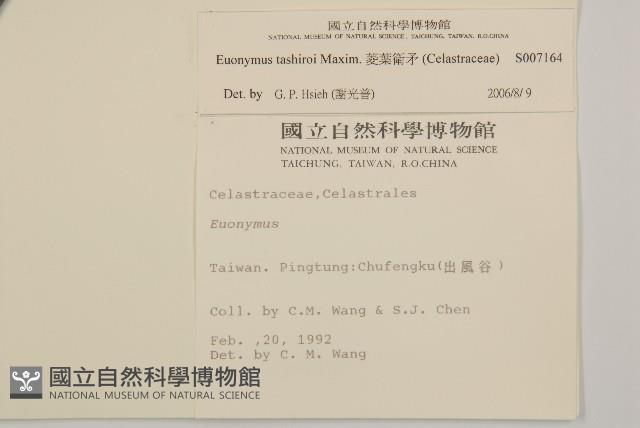 國立自然科學博物館
NATIONAL MUSEUM OF NATURAL SCIENCE, TAICHUNG, TAIWAN, R.O.CHINA
Euonymus tashiroi Maxim. 菱葉衛矛 (Celastraceae) S007164
Det. by G. P. Hsieh (謝光普) 2006/8/9
國立自然科學博物館
NATIONAL MUSEUM OF NATURAL SCIENCE
TAICHUNG, TAIWAN, R.O.CHINA
Celastraceae,Celastrales
Euonymus
Taiwan. Pingtung:Chufengku(出風谷)
Coll. by C.M. Wang & S.J. Chen
Feb. ,20, 1992
Det. by C. M. Wang
國立自然科學博物館
NATIONAL MUSEUM OF NATURAL SCIENCE